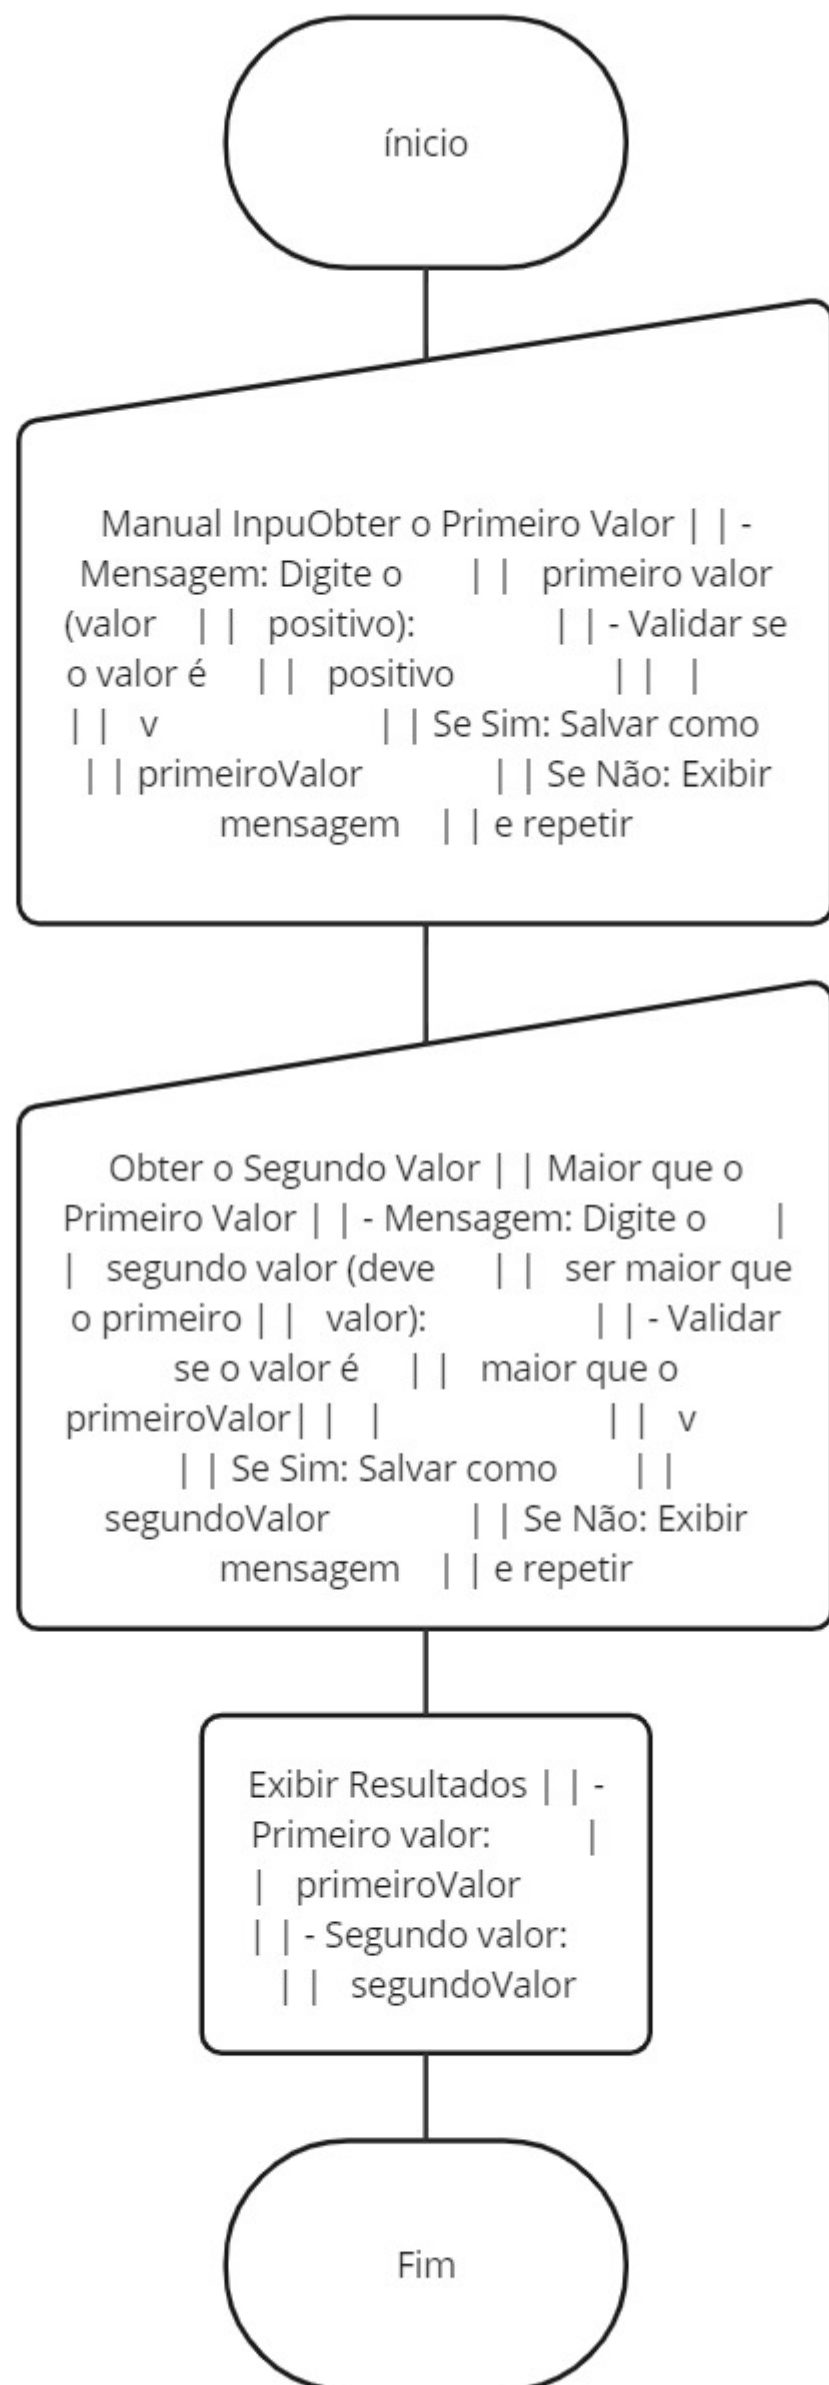 ínicio
Manual InpuObter o Primeiro Valor | | -
Mensagem: Digite o | | primeiro valor
(valor | | positivo): | | - Validar se
o valor é | | positivo | | |
| | v | | Se Sim: Salvar como
| | primeiroValor | | Se Não: Exibir
mensagem | | e repetir
Obter o Segundo Valor | | Maior que o
Primeiro Valor | | - Mensagem: Digite o |
| segundo valor (deve | | ser maior que
o primeiro | | valor): | | - Validar
se o valor é | | maior que o
primeiroValor| | | | | v
| | Se Sim: Salvar como | |
segundoValor | | Se Não: Exibir
mensagem | | e repetir
Exibir Resultados | | -
Primeiro valor: |
| primeiroValor
| | - Segundo valor:
| | segundoValor
Fim